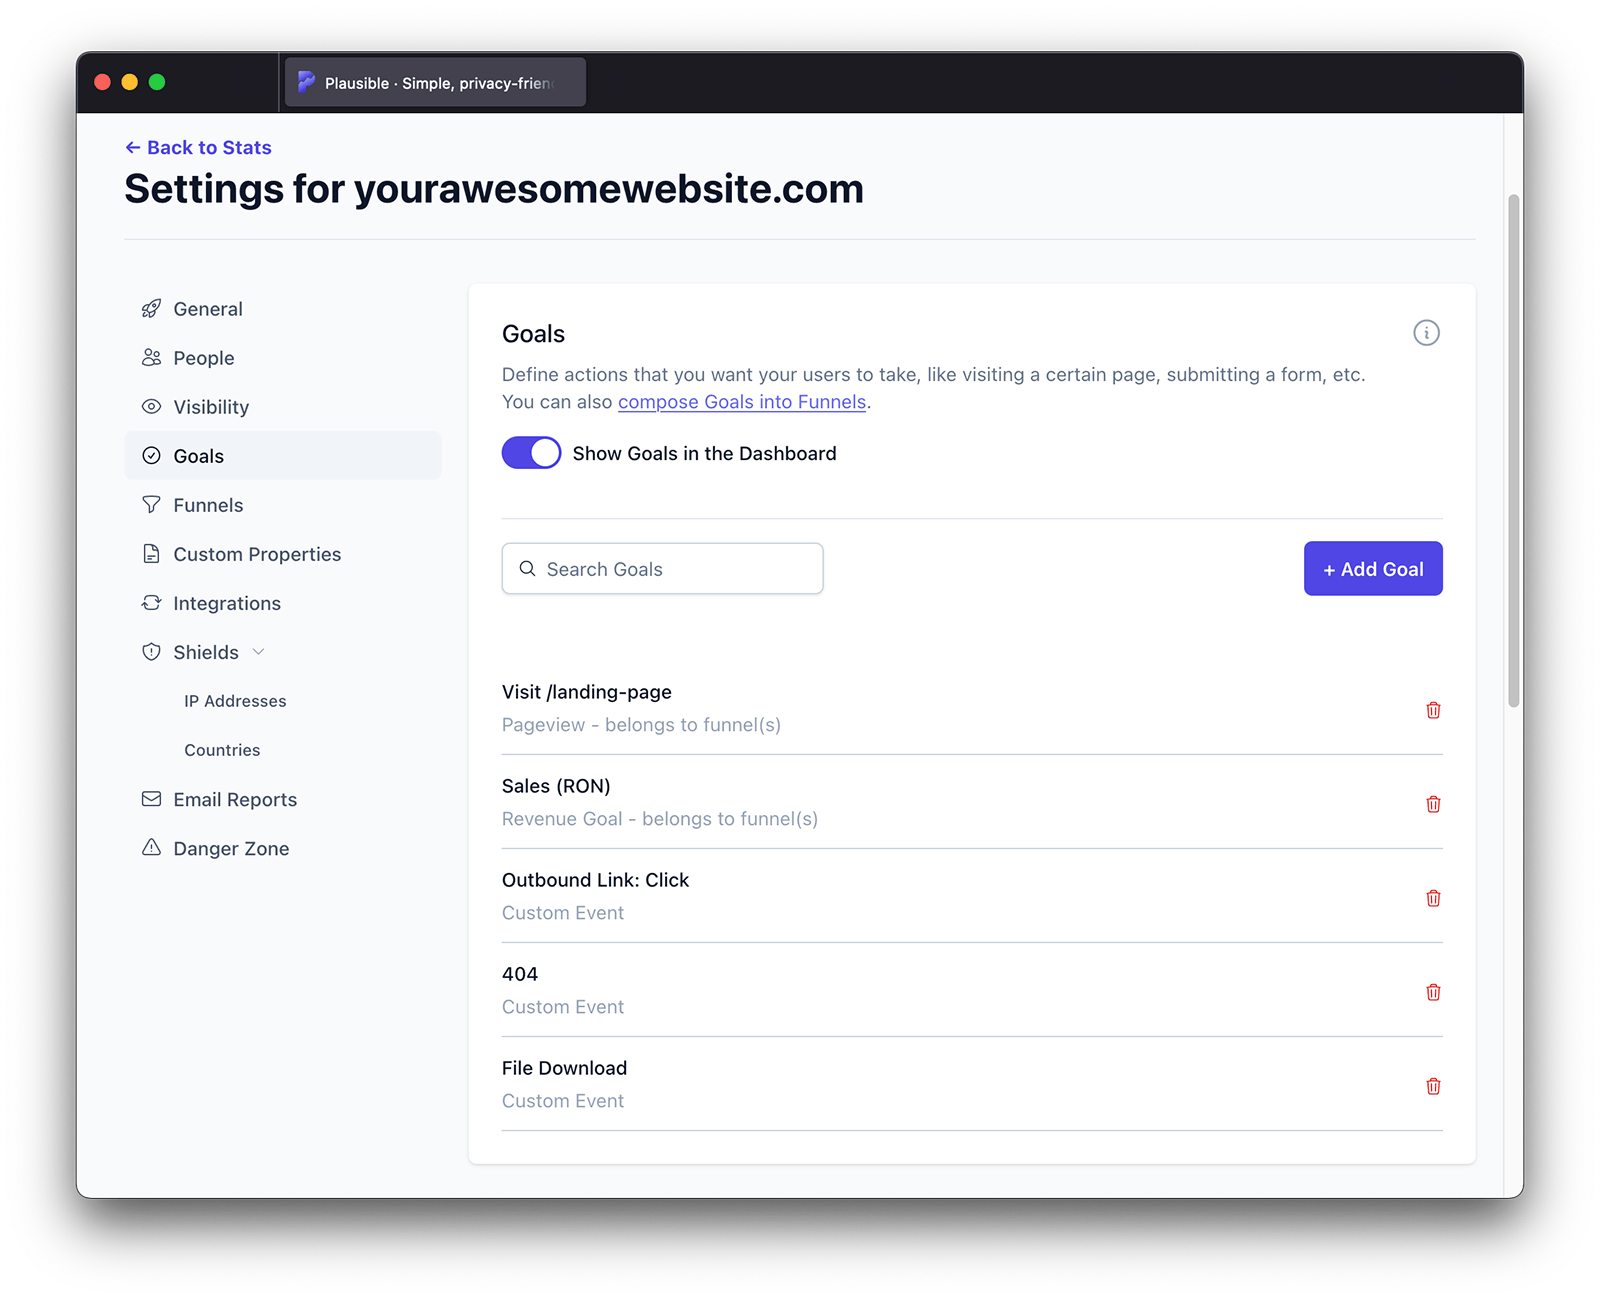 Plausible · Simple, privacy-frien
← Back to Stats
Settings for yourawesomewebsite.com
General
People
Visibility
Goals
Funnels
Custom Properties
Integrations
Shields
IP Addresses
Countries
Email Reports
Danger Zone
Goals
Define actions that you want your users to take, like visiting a certain page, submitting a form, etc.
You can also compose Goals into Funnels.
Show Goals in the Dashboard
Search Goals
+ Add Goal
Visit /landing-page
Pageview - belongs to funnel(s)
Sales (RON)
Revenue Goal - belongs to funnel(s)
Outbound Link: Click
Custom Event
404
Custom Event
File Download
Custom Event